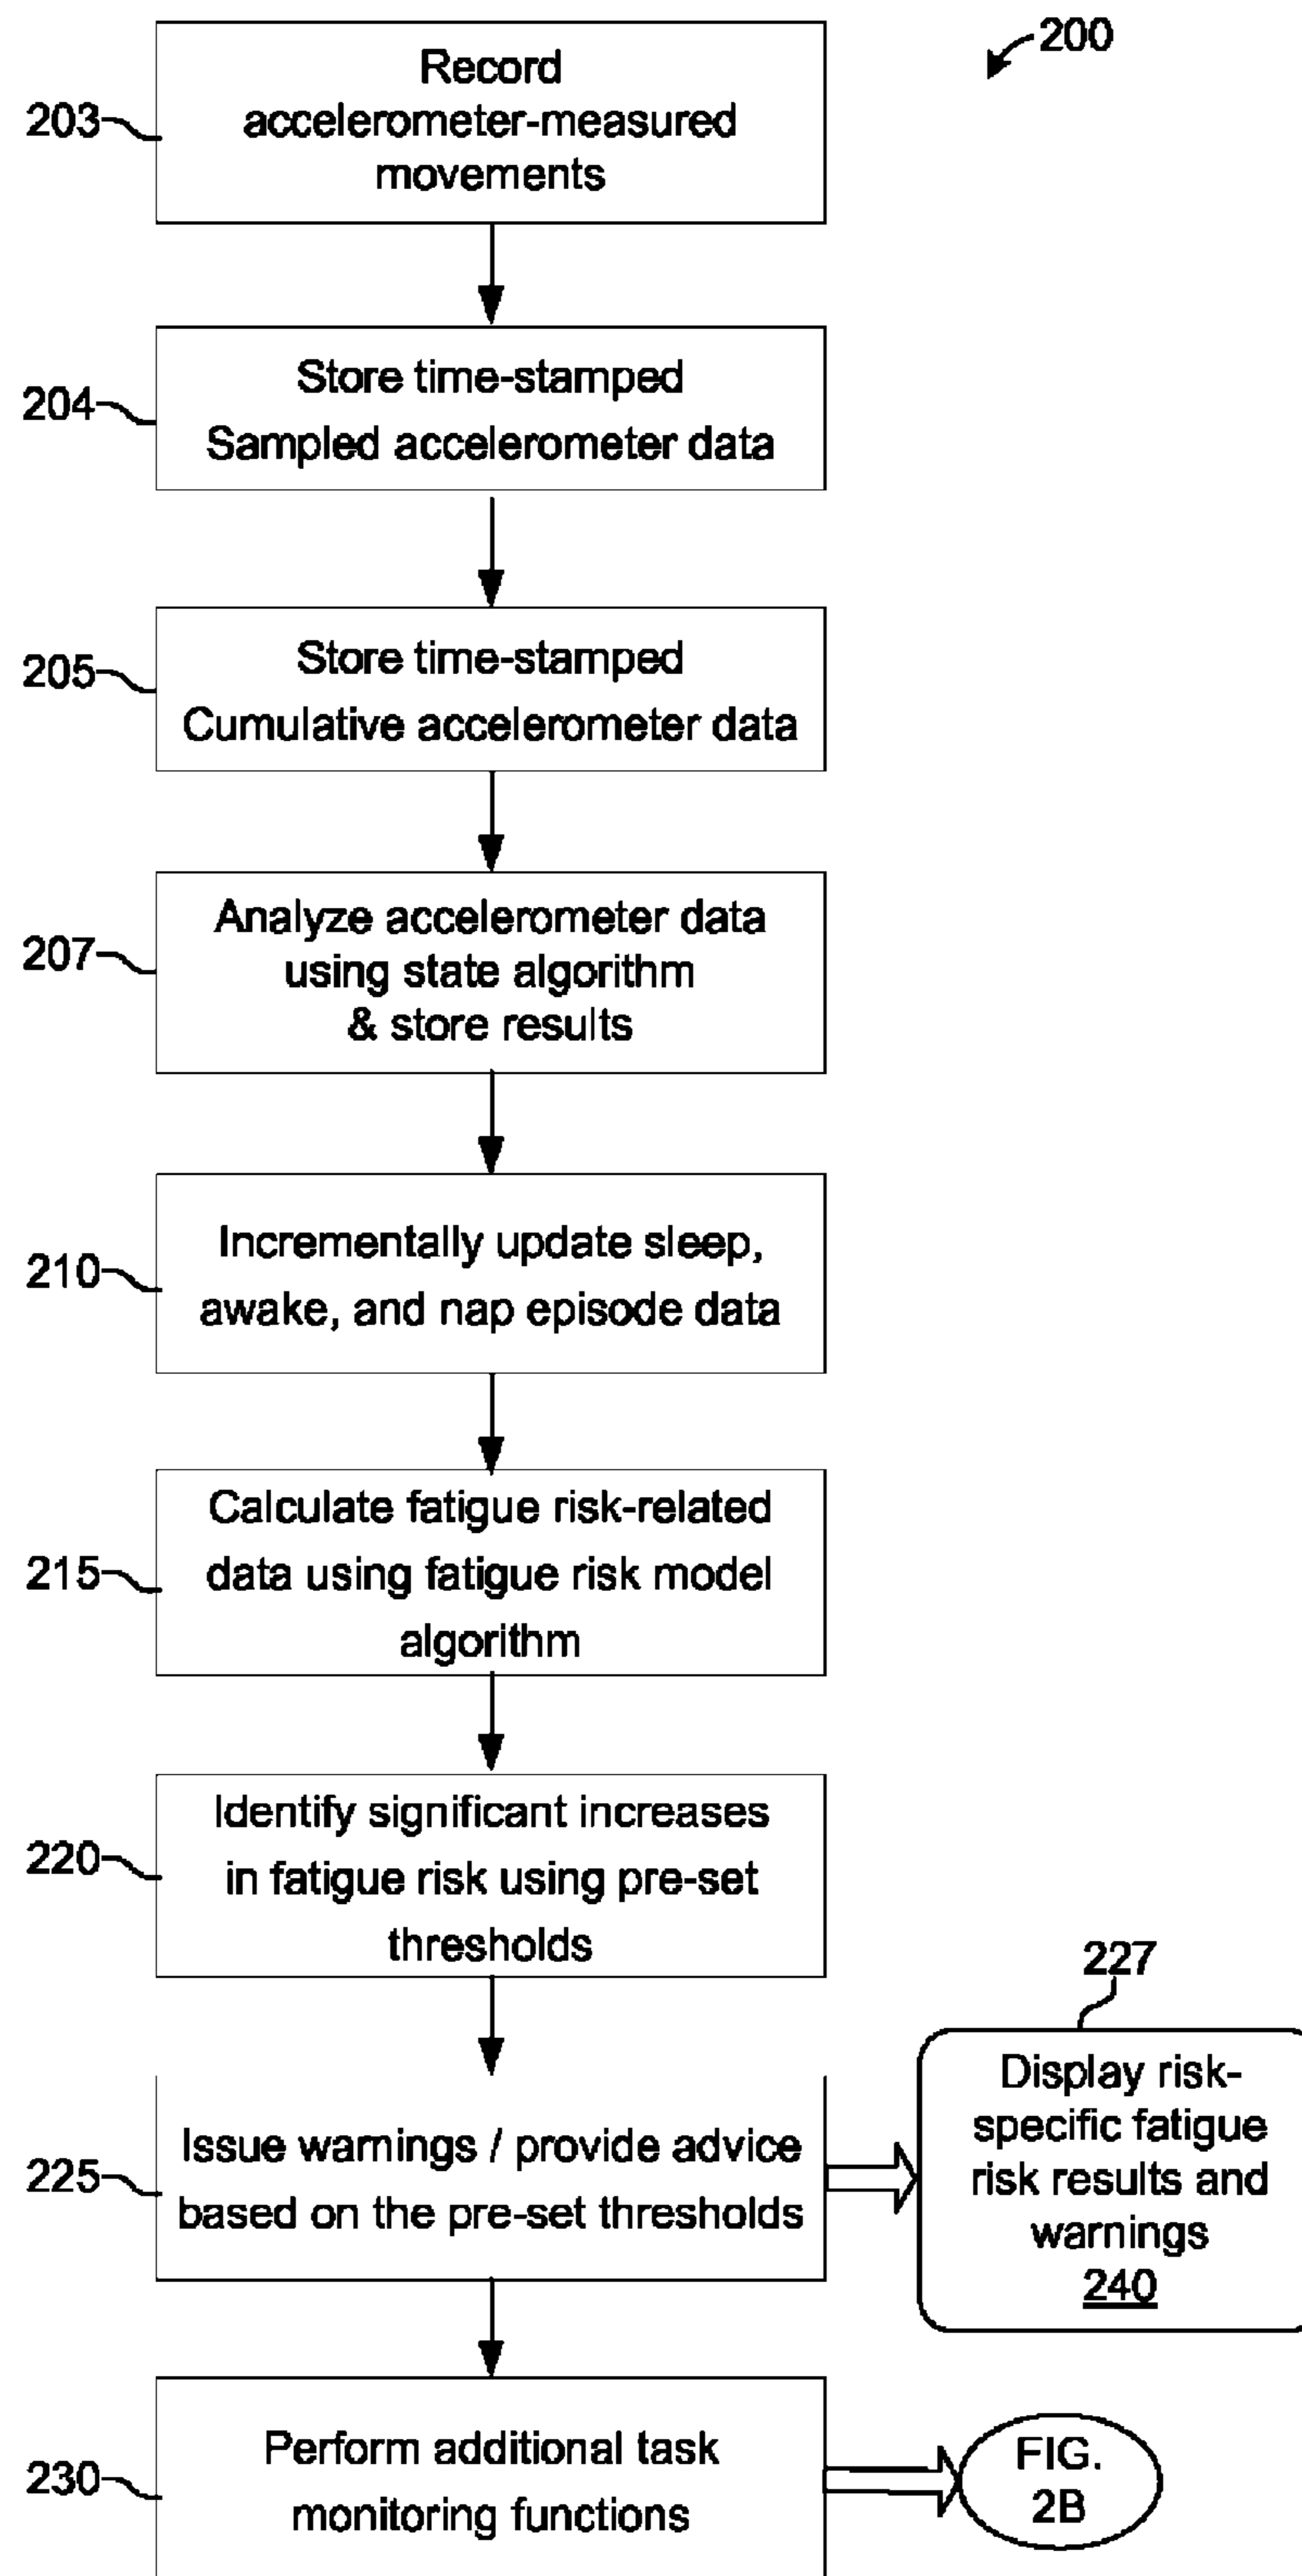 200
203
Record
accelerometer-measured
movements
204
Store time-stamped
Sampled accelerometer data
205
Store time-stamped
Cumulative accelerometer data
207
Analyze accelerometer data
using state algorithm
& store results
210
Incrementally update sleep,
awake, and nap episode data
215
Calculate fatigue risk-related
data using fatigue risk model
algorithm
220
Identify significant increases
in fatigue risk using pre-set
thresholds
225
Issue warnings / provide advice
based on the pre-set thresholds
227
Display risk-
specific fatigue
risk results and
warnings
240
230
Perform additional task
monitoring functions
FIG.
2B